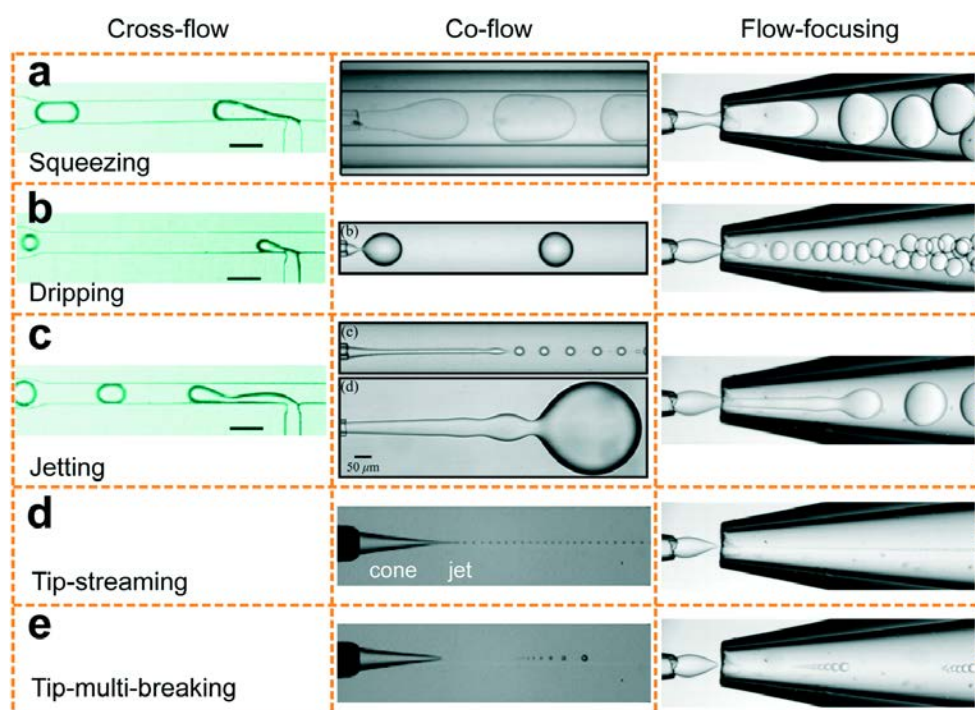 Cross-flow
Co-flow
Flow-focusing
a
Squeezing
b
Dripping
(b)
c
Jetting
(c)
(d)
50 μm
d
Tip-streaming
cone
jet
e
Tip-multi-breaking